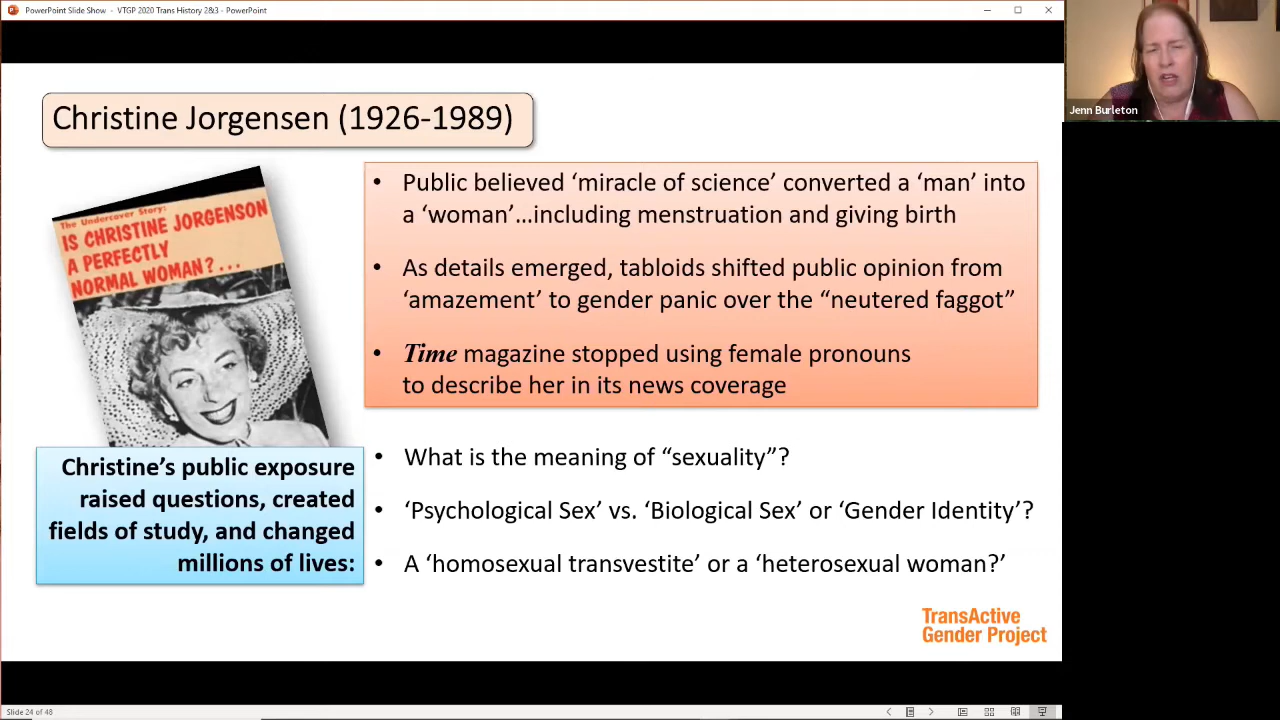 PowerPoint Slide Show - VTGP 2020 Trans History 2&3 - PowerPoint
Jenn Burleton
Christine Jorgensen (1926-1989)
The Undercover Story:
IS CHRISTINE JORGENSON
A PERFECTLY
NORMAL WOMAN?...
• Public believed ‘miracle of science’ converted a ‘man’ into
a ‘woman’...including menstruation and giving birth
• As details emerged, tabloids shifted public opinion from
‘amazement’ to gender panic over the “neutered faggot”
• Time magazine stopped using female pronouns
to describe her in its news coverage
Christine’s public exposure
raised questions, created
fields of study, and changed
millions of lives:
• What is the meaning of “sexuality”?
• ‘Psychological Sex’ vs. ‘Biological Sex’ or ‘Gender Identity’?
• A ‘homosexual transvestite’ or a ‘heterosexual woman?’
TransActive
Gender Project
Slide 24 of 48